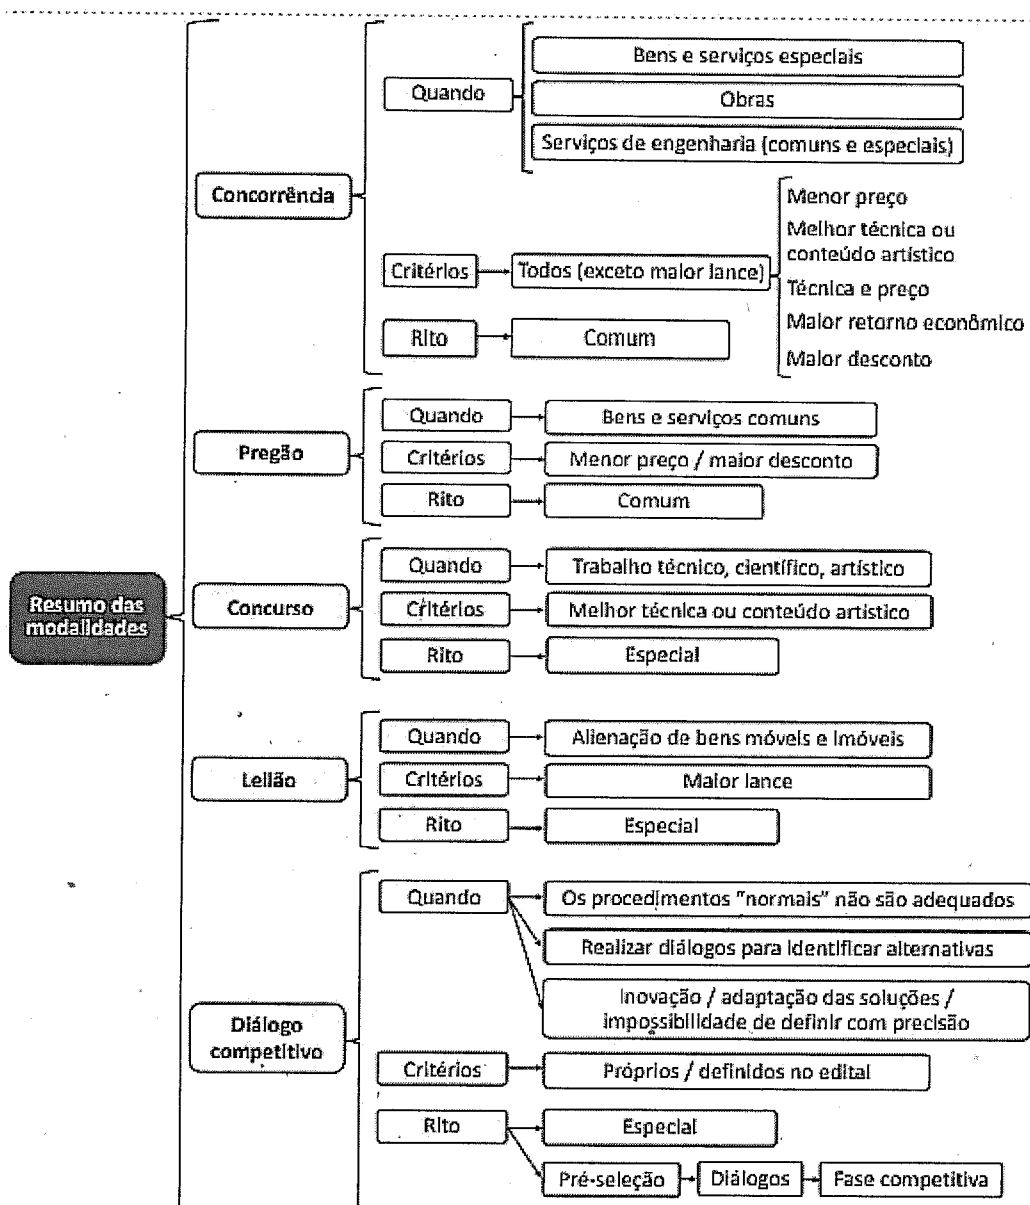 Resumo das
modalidades
Concorrência
Quando
Bens e serviços especiais
Obras
Serviços de engenharia (comuns e especiais)
Critérios
Todos (exceto maior lance)
Menor preço
Melhor técnica ou
conteúdo artístico
Técnica e preço
Maior retorno econômico
Maior desconto
Rito
Comum
Pregão
Quando
Bens e serviços comuns
Critérios
Menor preço / maior desconto
Rito
Comum
Concurso
Quando
Trabalho técnico, científico, artístico
Critérios
Melhor técnica ou conteúdo artístico
Rito
Especial
Leilão
Quando
Alienação de bens móveis e imóveis
Critérios
Maior lance
Rito
Especial
Diálogo
competitivo
Quando
Os procedimentos "normais" não são adequados
Realizar diálogos para identificar alternativas
Inovação / adaptação das soluções /
impossibilidade de definir com precisão
Critérios
Próprios / definidos no edital
Rito
Especial
Pré-seleção
Diálogos
Fase competitiva